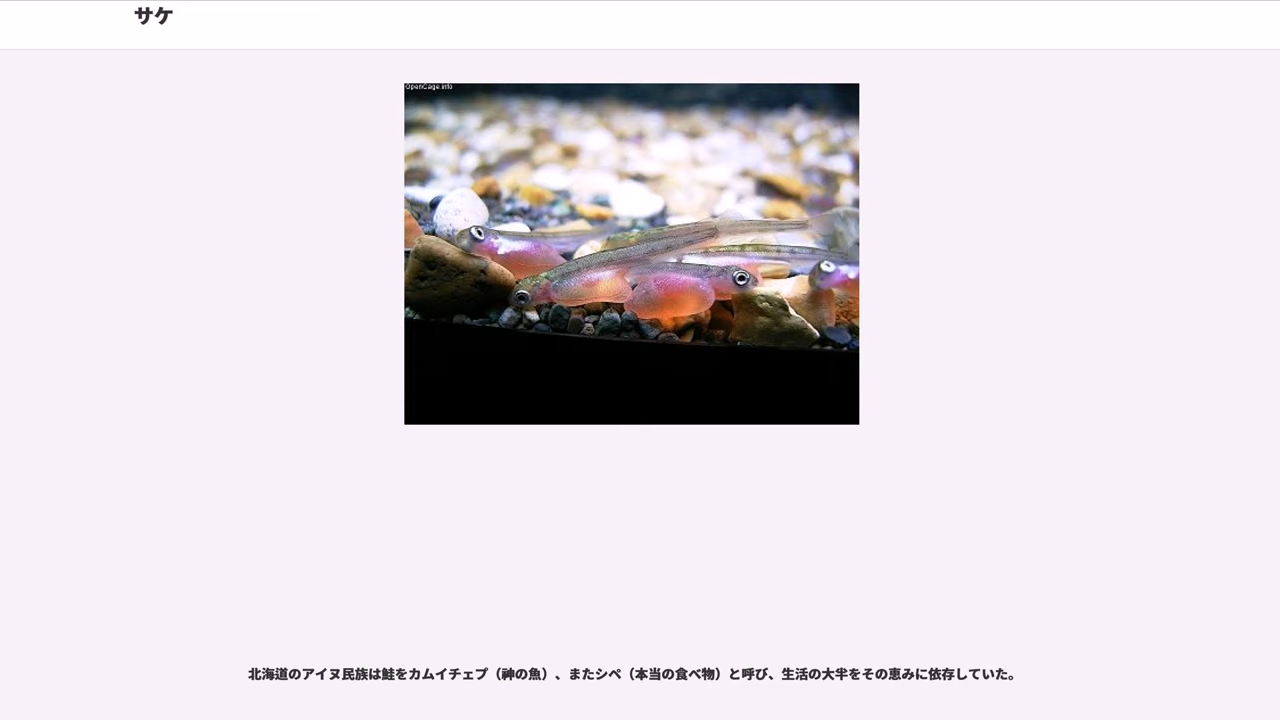 サケ
OpenCage.info
北海道のアイヌ民族は鮭をカムイチェプ（神の魚）、またシペ（本当の食べ物）と呼び、生活の大半をその恵みに依存していた。